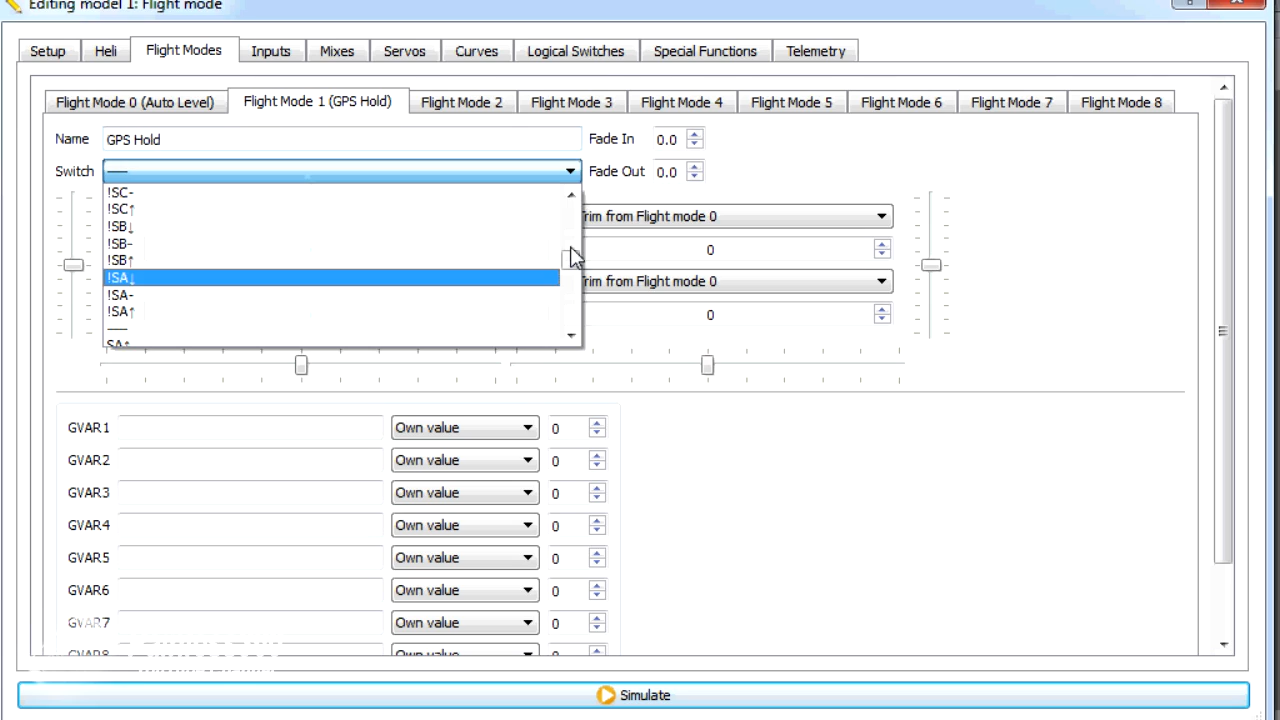 Editing model 1: Flight mode
Setup Heli Flight Modes Inputs Mixes Servos Curves Logical Switches Special Functions Telemetry
Flight Mode 0 (Auto Level) Flight Mode 1 (GPS Hold) Flight Mode 2 Flight Mode 3 Flight Mode 4 Flight Mode 5 Flight Mode 6 Flight Mode 7 Flight Mode 8
Name GPS Hold Fade In 0.0
Switch ---- Fade Out 0.0
!SC-
!SC↑
!SB↓
!SB-
!SB↑
!SA↓
!SA-
!SA↑
----
SA↑
Trim from Flight mode 0
0
Trim from Flight mode 0
0
GVAR1 Own value 0
GVAR2 Own value 0
GVAR3 Own value 0
GVAR4 Own value 0
GVAR5 Own value 0
GVAR6 Own value 0
GVAR7 Own value 0
GVAR8 Own value 0
Simulate